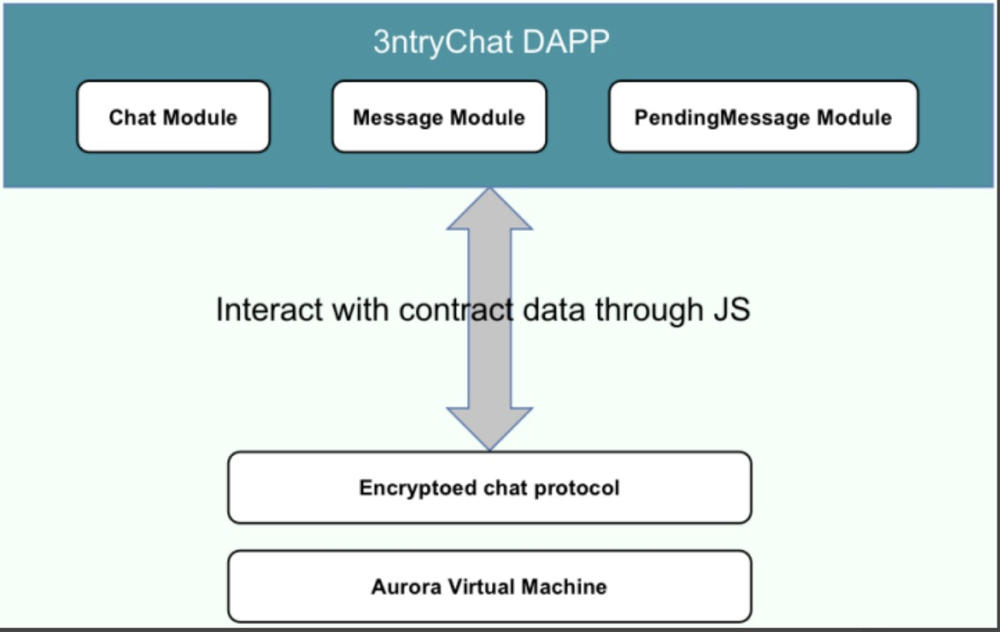 3ntryChat DAPP
Chat Module
Message Module
PendingMessage Module
Interact with contract data through JS
Encryptoed chat protocol
Aurora Virtual Machine